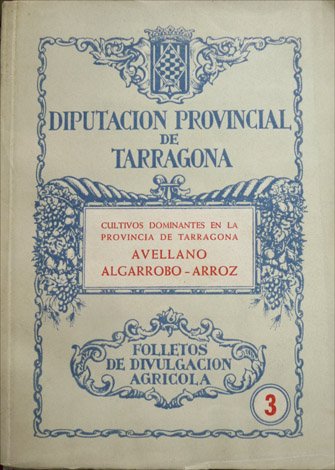 DIPUTACION PROVINCIAL
DE
TARRAGONA
CULTIVOS DOMINANTES EN LA
PROVINCIA DE TARRAGONA
AVELLANO
ALGARROBO - ARROZ
FOLLETOS
DE DIVULGACION
AGRICOLA
3